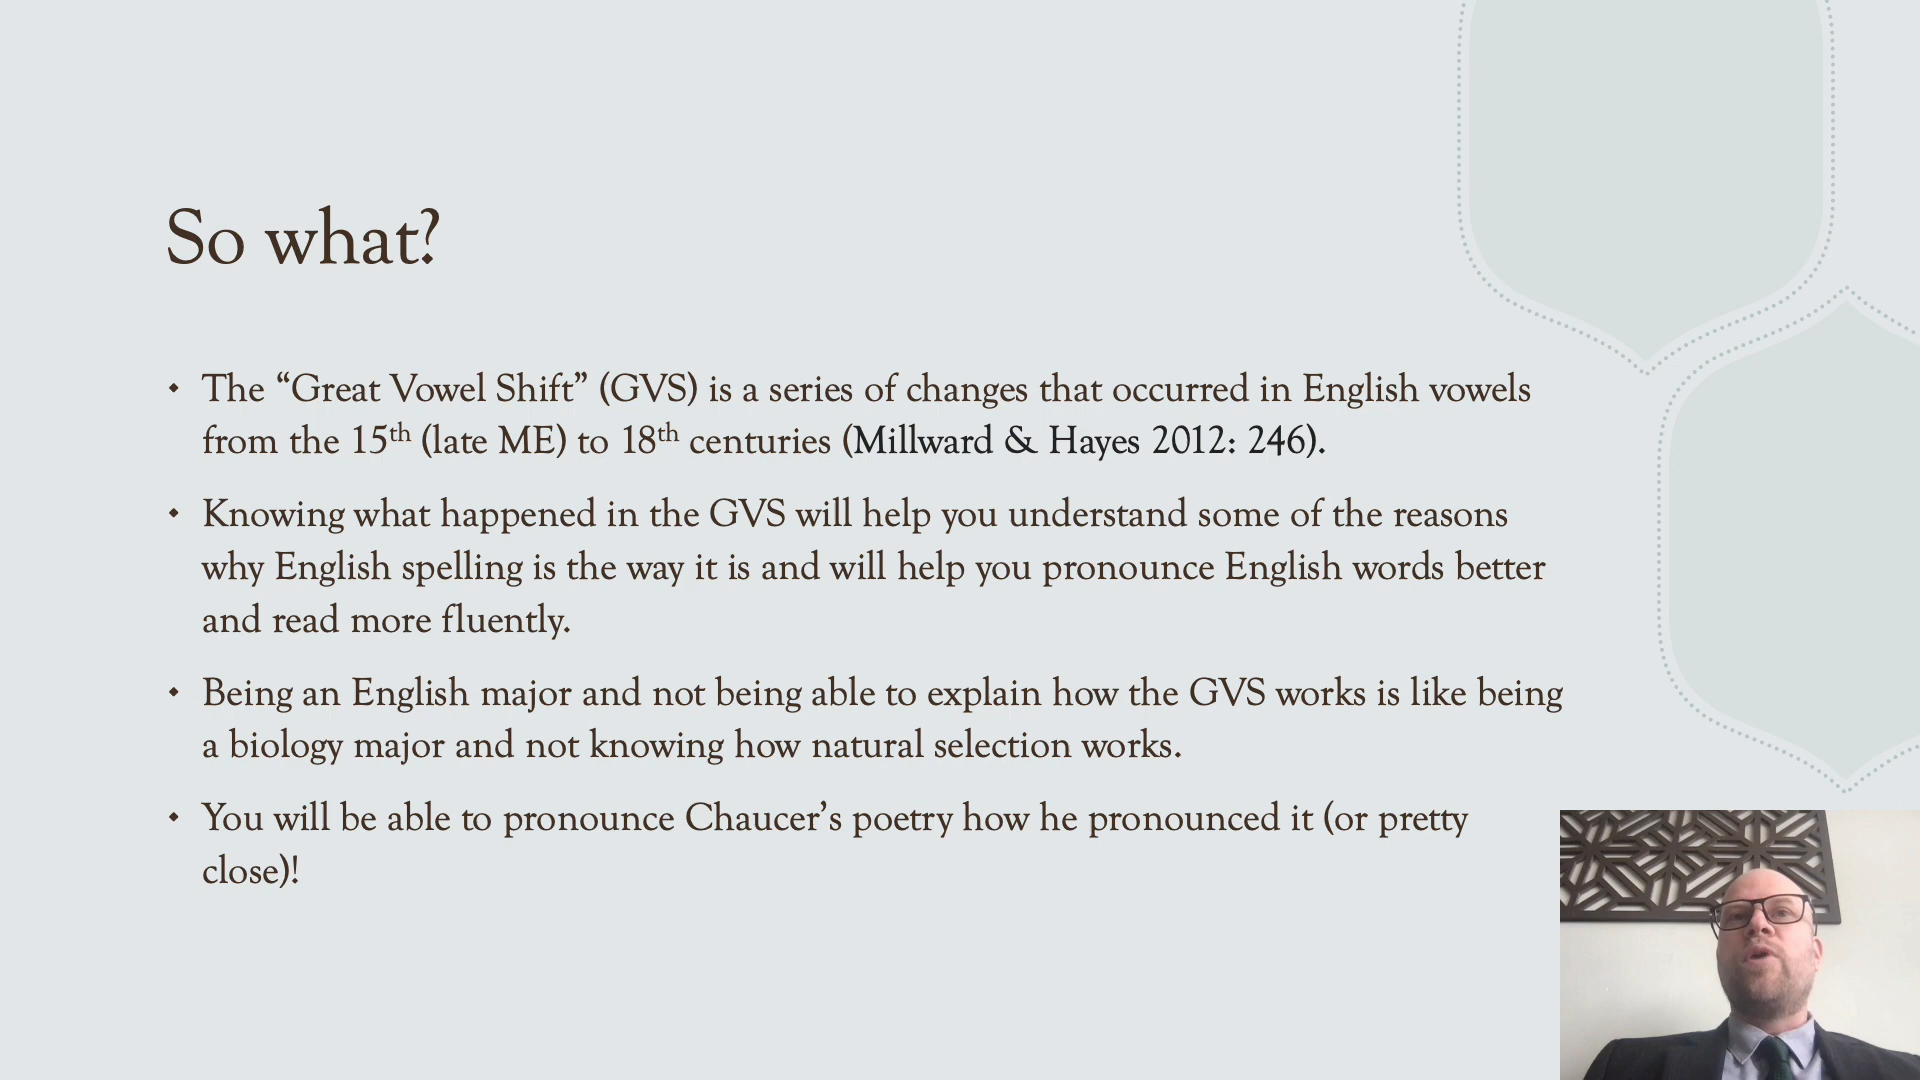 So what?
• The “Great Vowel Shift” (GVS) is a series of changes that occurred in English vowels
from the 15th (late ME) to 18th centuries (Millward & Hayes 2012: 246).
• Knowing what happened in the GVS will help you understand some of the reasons
why English spelling is the way it is and will help you pronounce English words better
and read more fluently.
• Being an English major and not being able to explain how the GVS works is like being
a biology major and not knowing how natural selection works.
• You will be able to pronounce Chaucer’s poetry how he pronounced it (or pretty
close)!